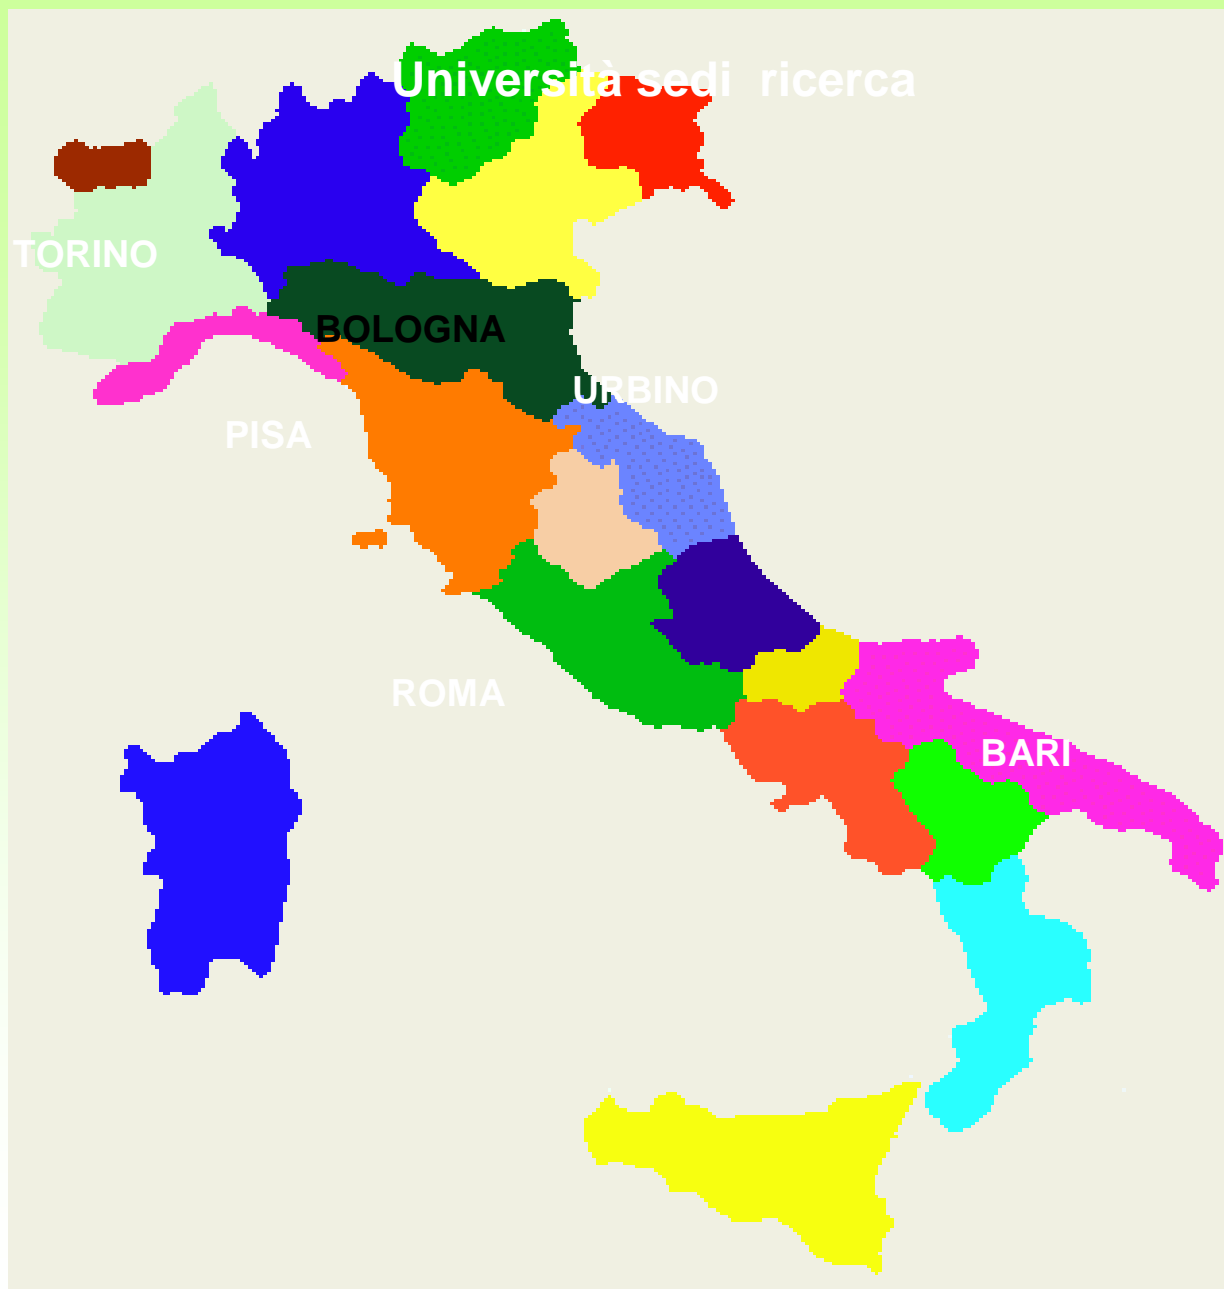 Università sedi  ricerca
TORINO
BOLOGNA
URBINO
PISA
ROMA
BARI